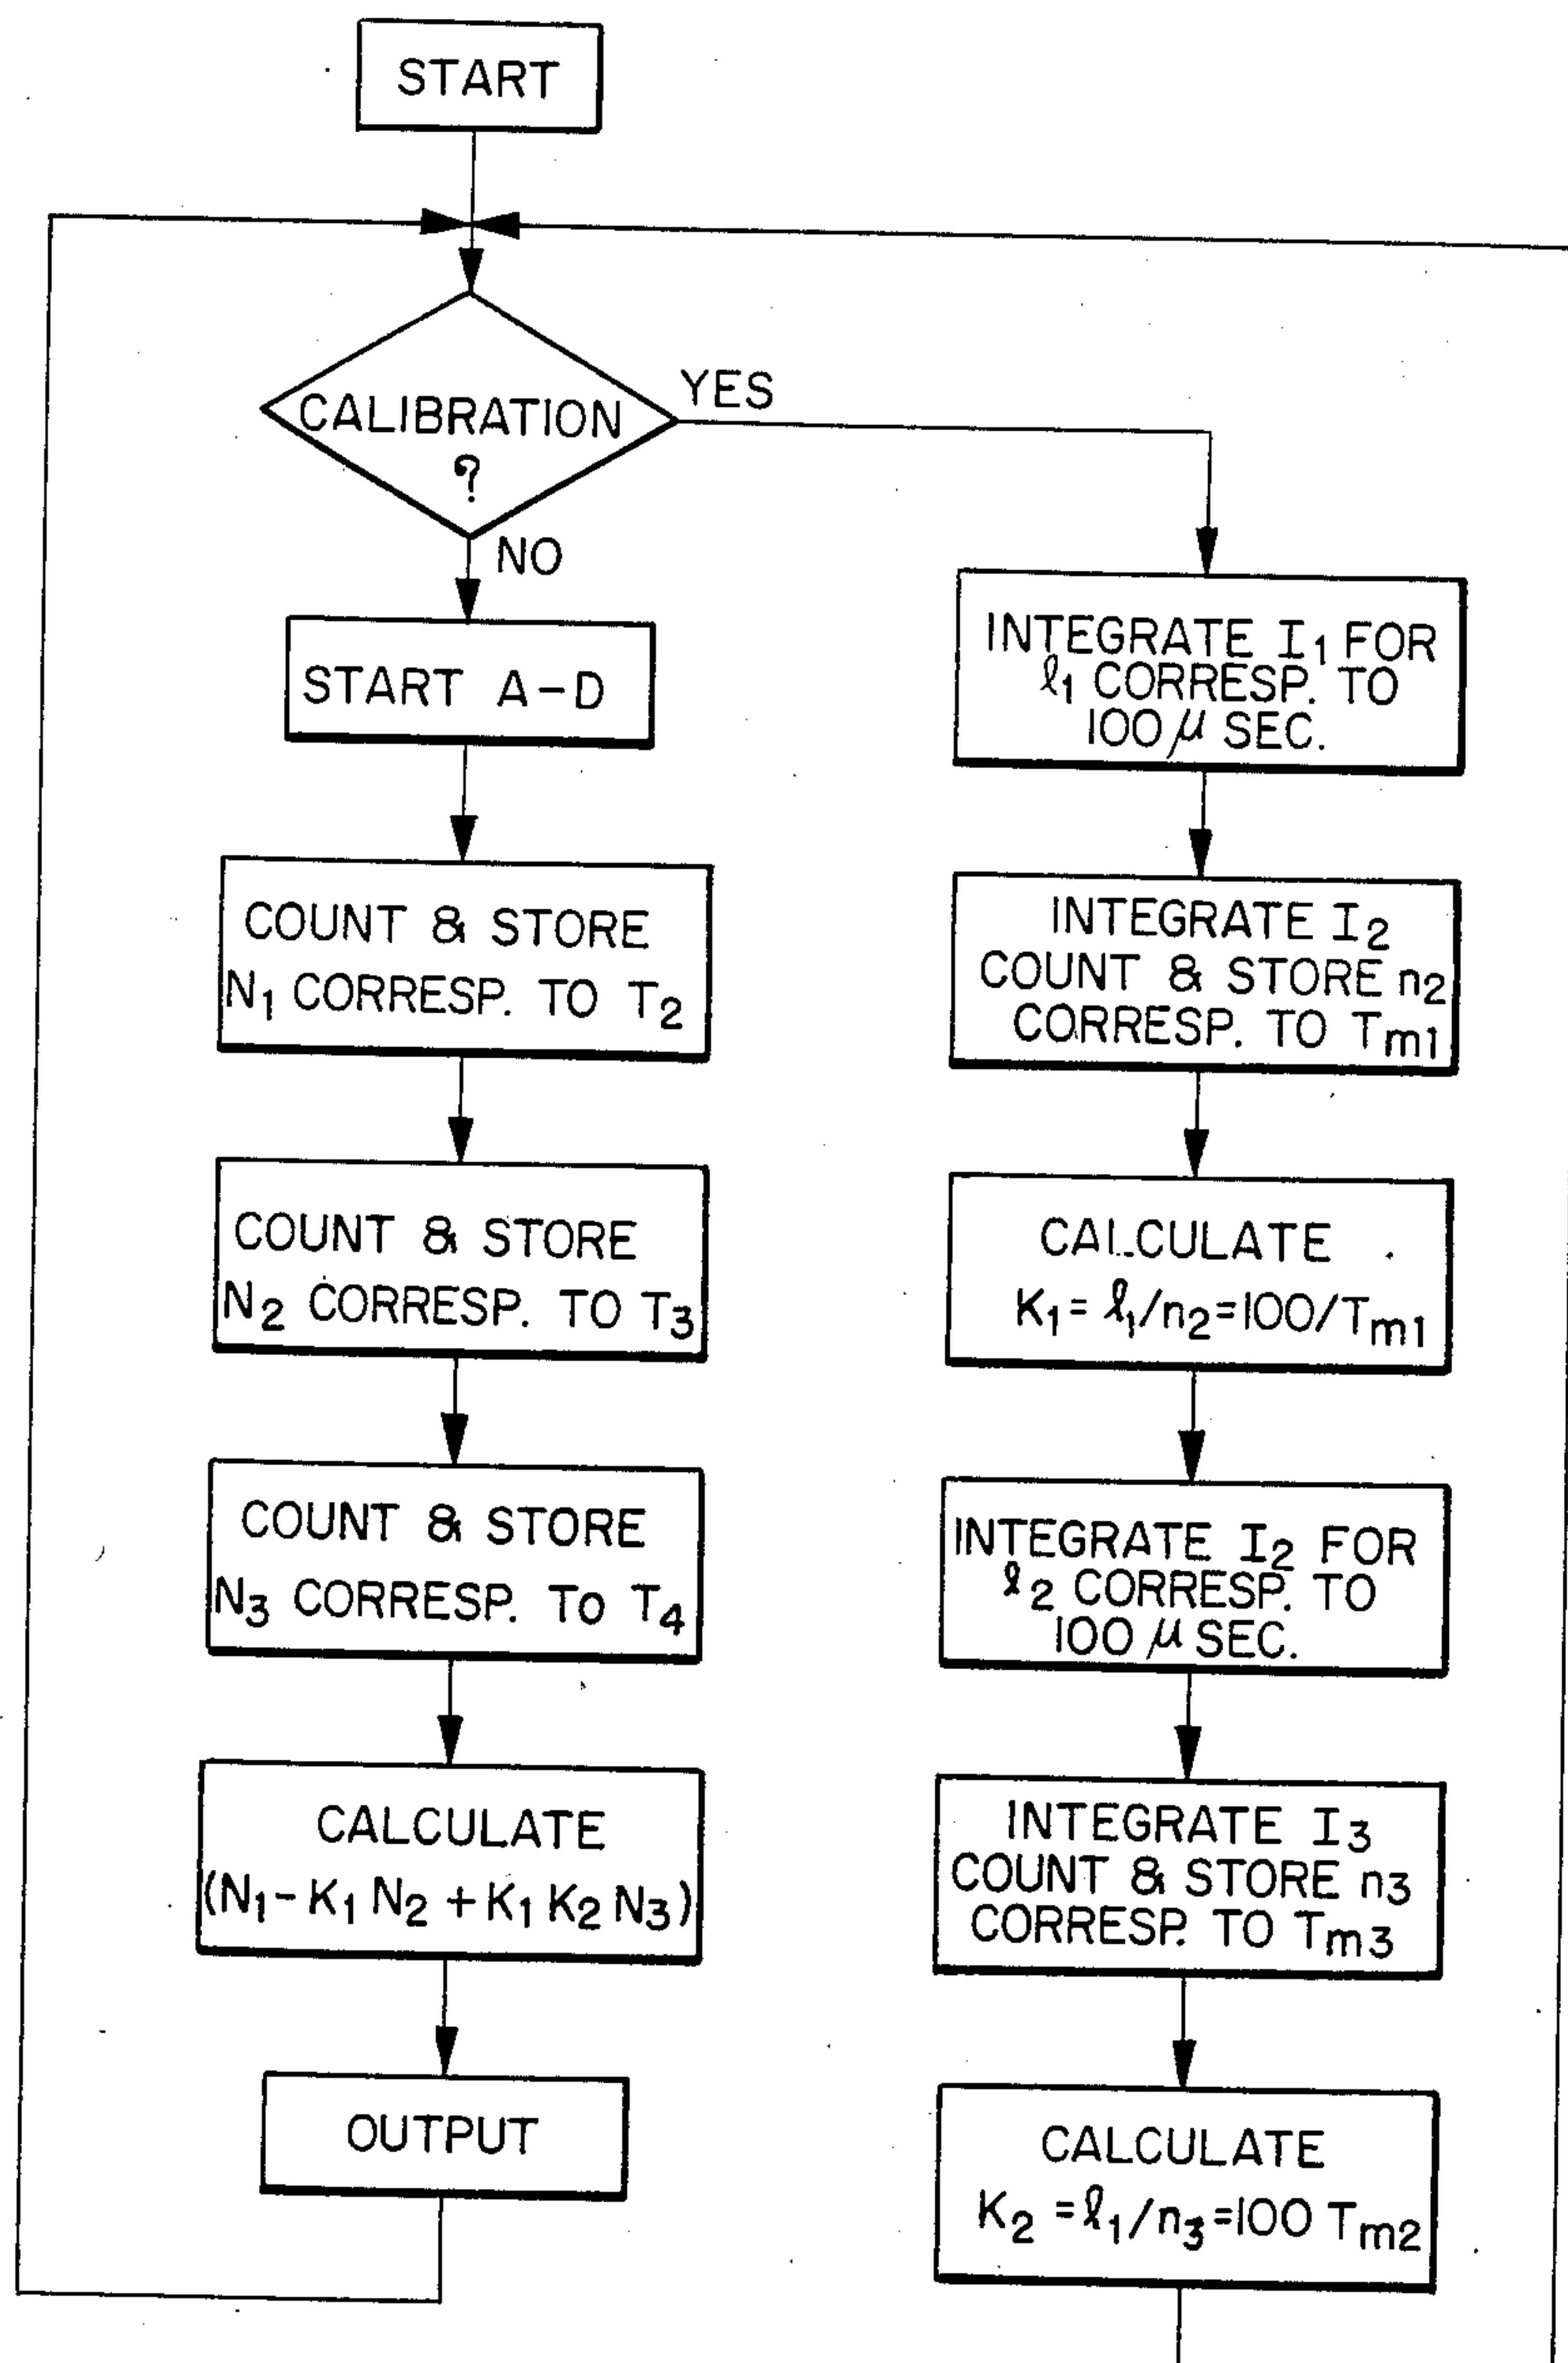 START
CALIBRATION
?
YES
NO
START A-D
COUNT & STORE
N1 CORRESP. TO T2
COUNT & STORE
N2 CORRESP. TO T3
COUNT & STORE
N3 CORRESP. To T4
CALCULATE
(N1-K1 N2 +K1 K2 N3)
OUTPUT
INTEGRATE I1 FOR
ℓ1 CORRESP. TO
100 μ SEC.
INTEGRATE I2
COUNT & STORE n2
CORRESP. TO Tm1
CALCULATE
K1= ℓ1/n2=100/Tm1
INTEGRATE I2 FOR
ℓ2 CORRESP. TO
100 μ SEC.
INTEGRATE I3
COUNT & STORE n3
CORRESP. TO Tm3
CALCULATE
K2 =ℓ1/n3=100 Tm2